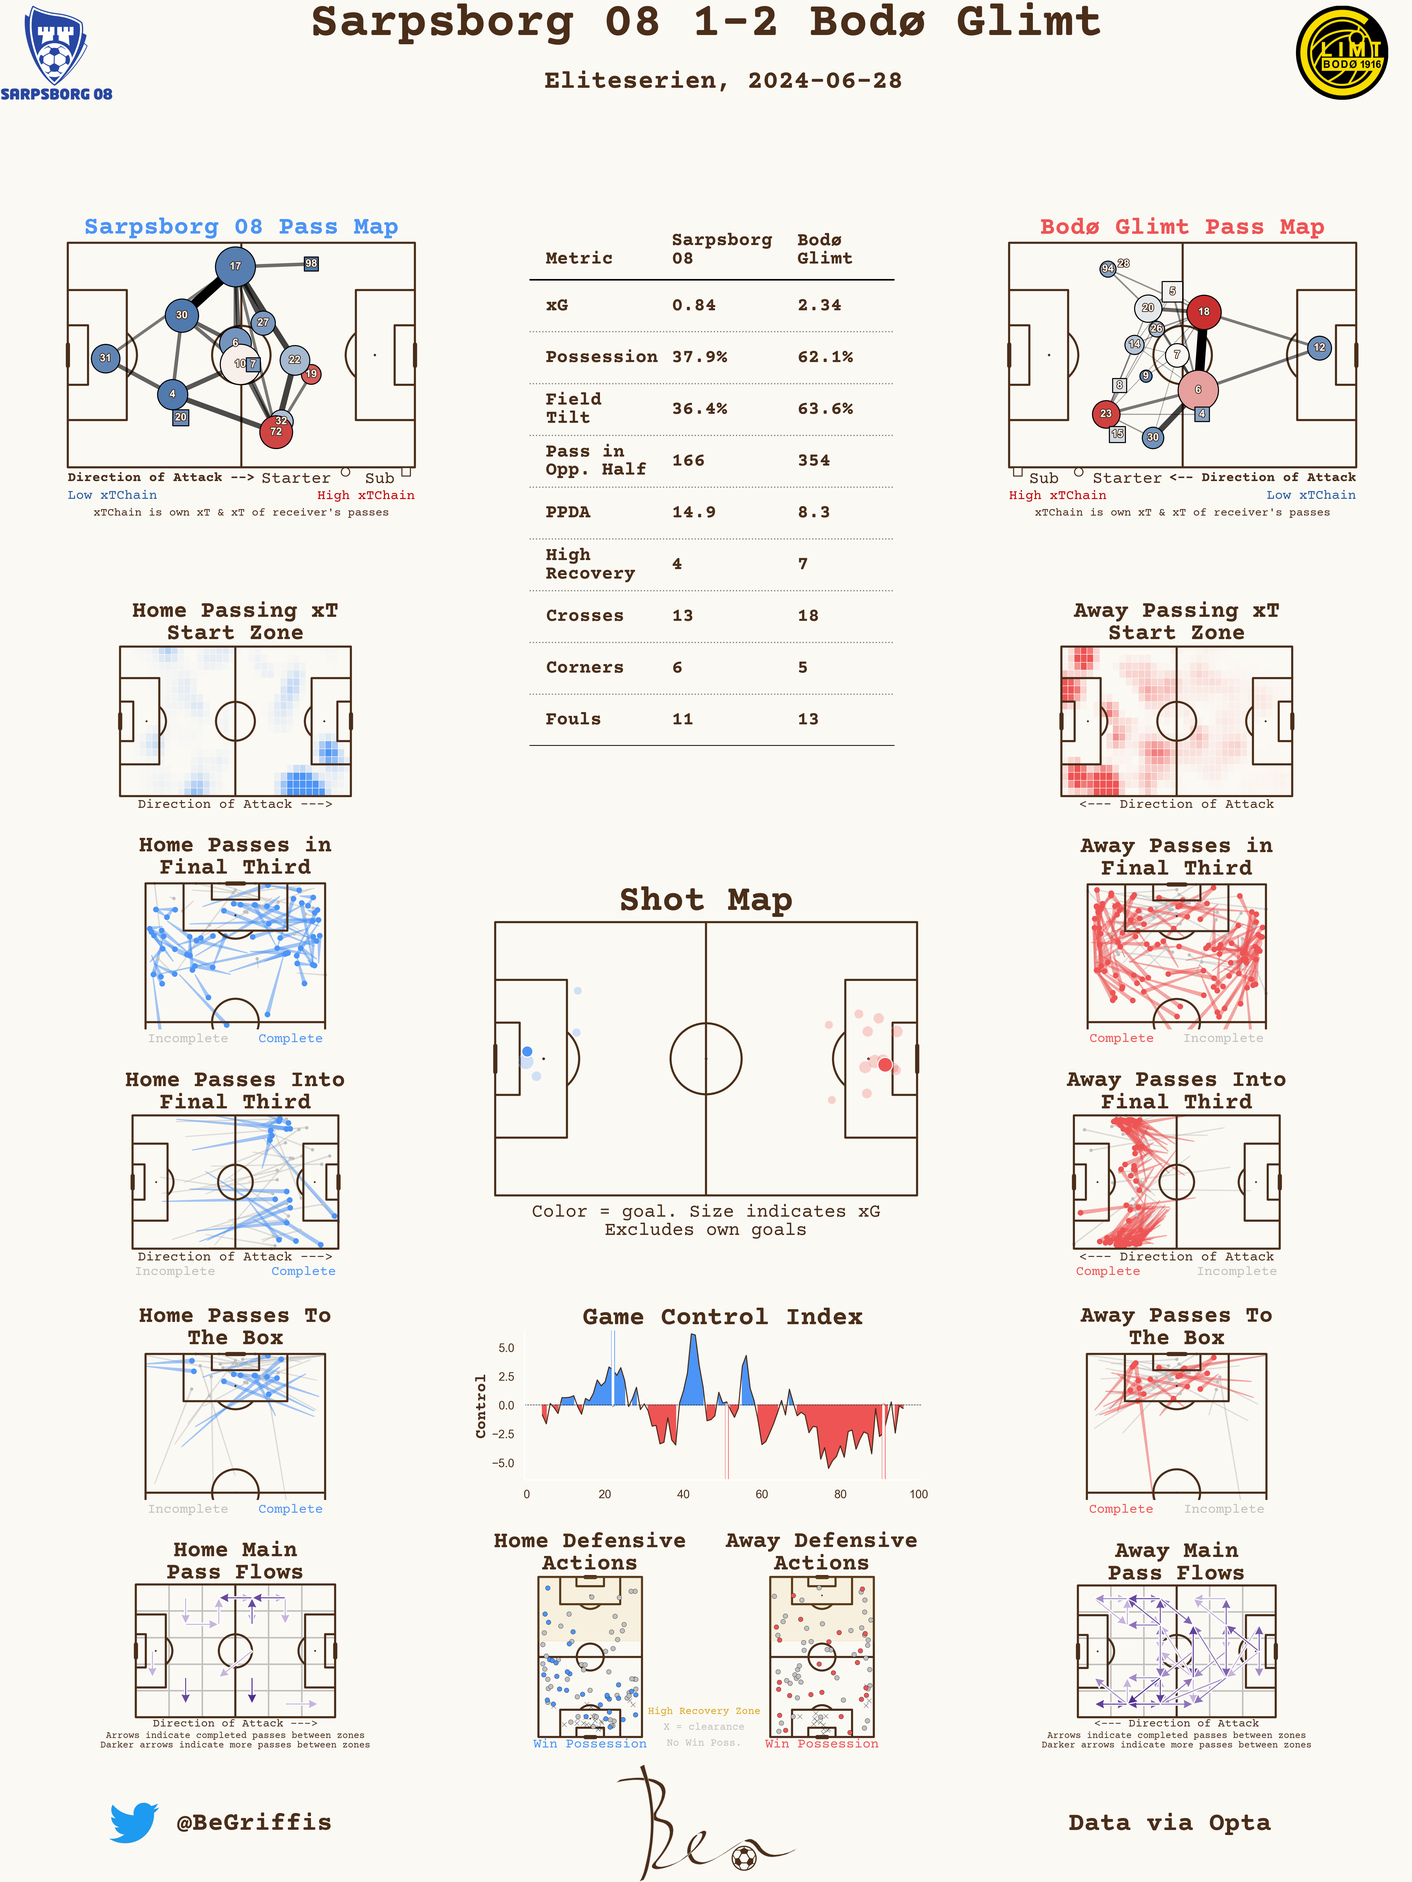 Sarpsborg 08 1-2 Bodø Glimt
Eliteserien, 2024-06-28
SARPSBORG 08
GLIMT
BODØ 1916
Sarpsborg 08 Pass Map
17
98
30
27
6
31
10
7
22
19
4
20
32
72
Direction of Attack --> Starter Sub
Low xTChain High xTChain
xTChain is own xT & xT of receiver's passes
Metric Sarpsborg 08 Bodø Glimt
xG 0.84 2.34
Possession 37.9% 62.1%
Field Tilt 36.4% 63.6%
Pass in Opp. Half 166 354
PPDA 14.9 8.3
High Recovery 4 7
Crosses 13 18
Corners 6 5
Fouls 11 13
Bodø Glimt Pass Map
94 28
5
20
18
26
14
7
12
9
8
6
23
4
15
30
Sub Starter <-- Direction of Attack
High xTChain Low xTChain
xTChain is own xT & xT of receiver's passes
Home Passing xT
Start Zone
Direction of Attack --->
Away Passing xT
Start Zone
<--- Direction of Attack
Home Passes in
Final Third
Incomplete Complete
Away Passes in
Final Third
Complete Incomplete
Shot Map
Color = goal. Size indicates xG
Excludes own goals
Home Passes Into
Final Third
Direction of Attack --->
Incomplete Complete
Away Passes Into
Final Third
<--- Direction of Attack
Complete Incomplete
Home Passes To
The Box
Incomplete Complete
Game Control Index
Control
5.0
2.5
0.0
−2.5
−5.0
0 20 40 60 80 100
Away Passes To
The Box
Complete Incomplete
Home Main
Pass Flows
Direction of Attack --->
Arrows indicate completed passes between zones
Darker arrows indicate more passes between zones
Home Defensive
Actions
Win Possession
High Recovery Zone
X = clearance
No Win Poss.
Away Defensive
Actions
Win Possession
Away Main
Pass Flows
<--- Direction of Attack
Arrows indicate completed passes between zones
Darker arrows indicate more passes between zones
@BeGriffis
Ben
Data via Opta